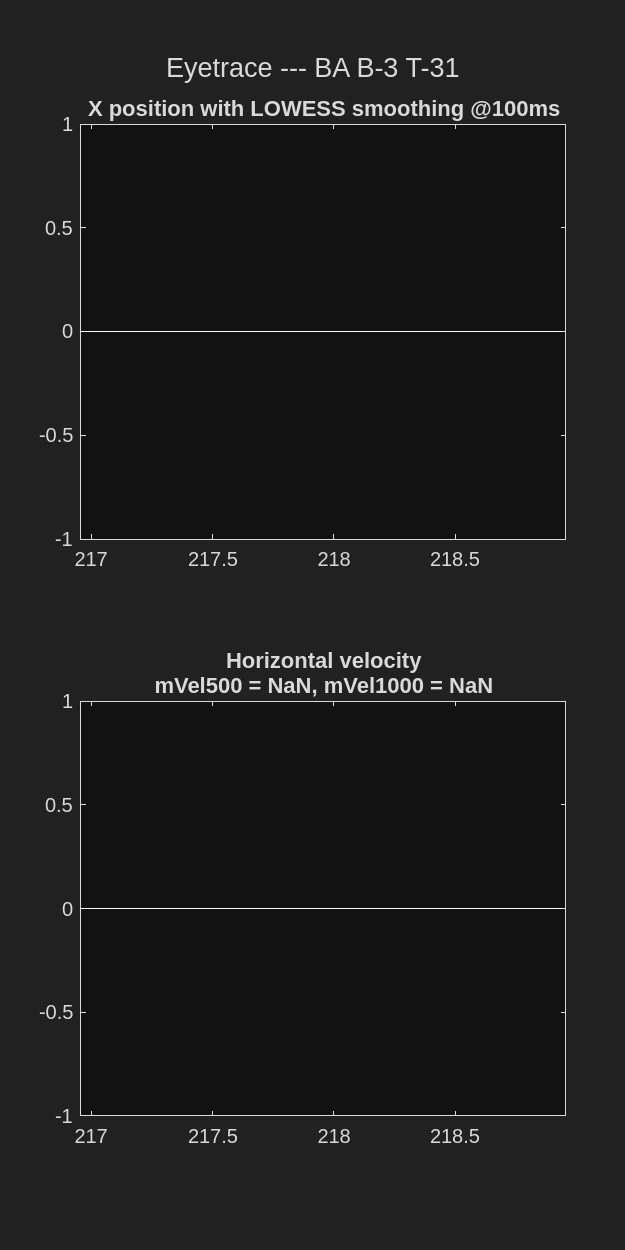 Eyetrace --- BA B-3 T-31
X position with LOWESS smoothing @100ms
1
0.5
0
-0.5
-1
217 217.5 218 218.5
Horizontal velocity
mVel500 = NaN, mVel1000 = NaN
1
0.5
0
-0.5
-1
217 217.5 218 218.5